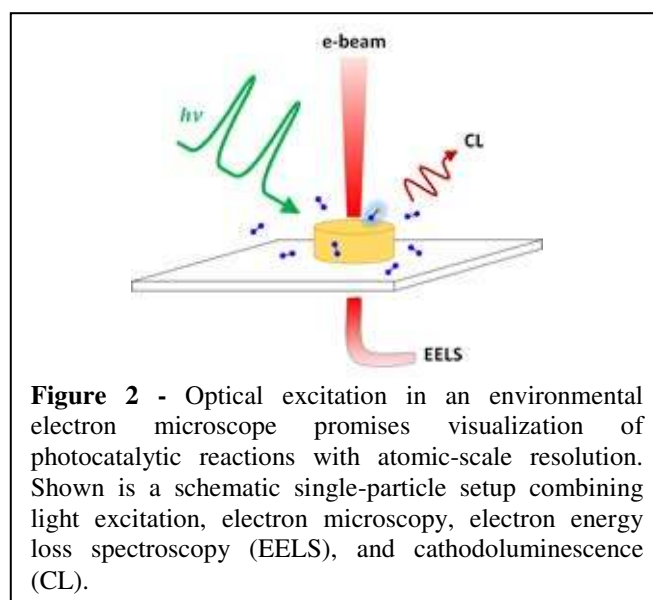 e-beam
hν
CL
EELS
Figure 2 - Optical excitation in an environmental
electron microscope promises visualization of
photocatalytic reactions with atomic-scale resolution.
Shown is a schematic single-particle setup combining
light excitation, electron microscopy, electron energy
loss spectroscopy (EELS), and cathodoluminescence
(CL).